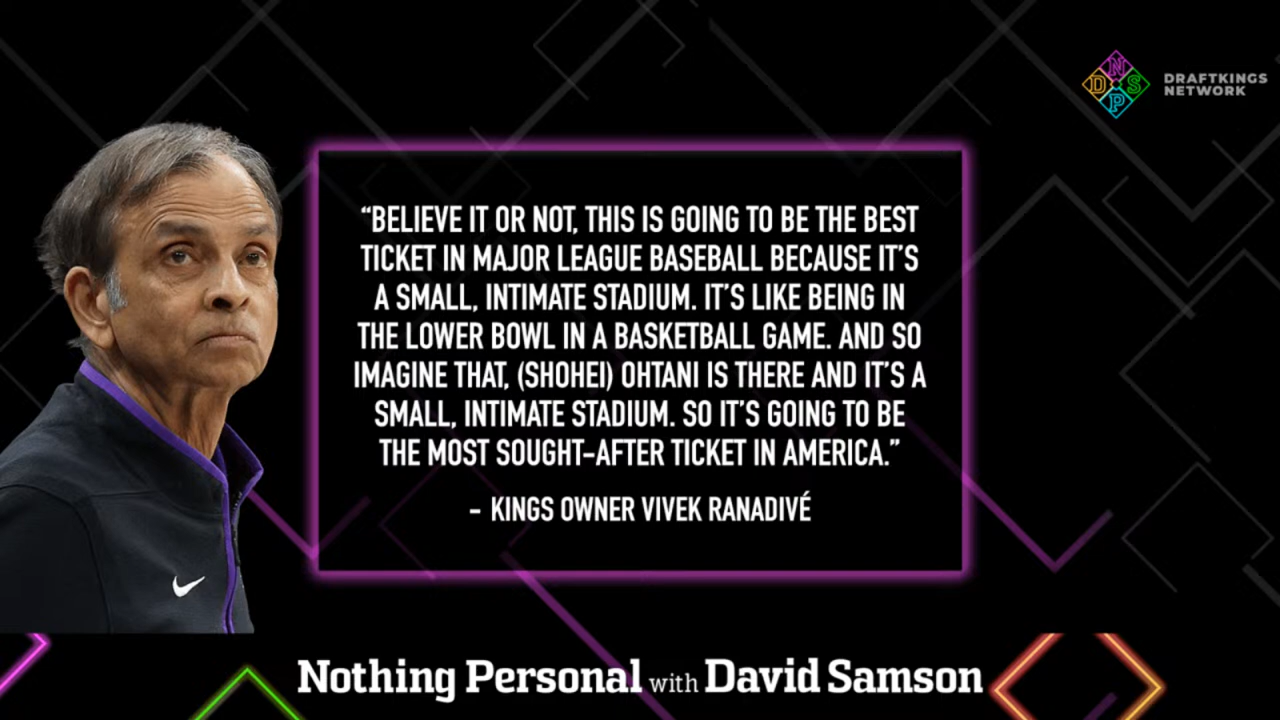 N
D S
P
DRAFTKINGS
NETWORK
“BELIEVE IT OR NOT, THIS IS GOING TO BE THE BEST
TICKET IN MAJOR LEAGUE BASEBALL BECAUSE IT’S
A SMALL, INTIMATE STADIUM. IT’S LIKE BEING IN
THE LOWER BOWL IN A BASKETBALL GAME. AND SO
IMAGINE THAT, (SHOHEI) OHTANI IS THERE AND IT’S A
SMALL, INTIMATE STADIUM. SO IT’S GOING TO BE
THE MOST SOUGHT-AFTER TICKET IN AMERICA.”
- KINGS OWNER VIVEK RANADIVÉ
Nothing Personal with David Samson